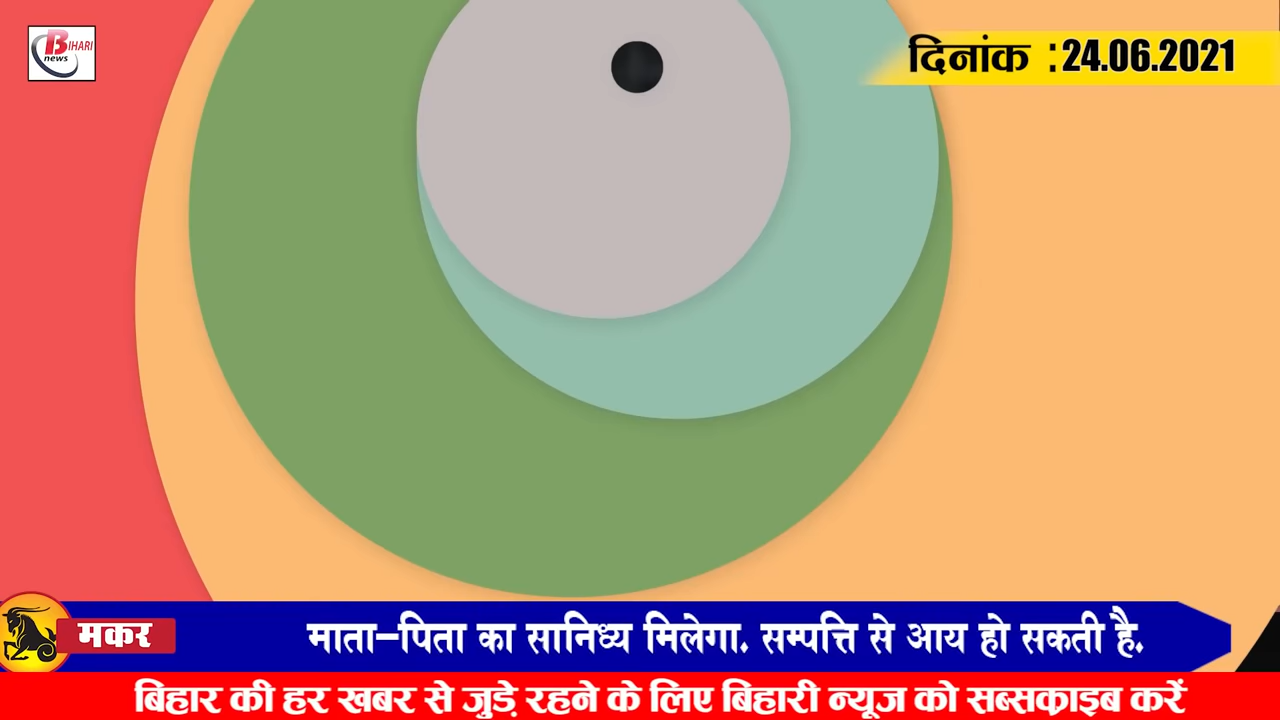 BIHARI
news
दिनांक :24.06.2021
मकर
माता-पिता का सानिध्य मिलेगा. सम्पत्ति से आय हो सकती है.
बिहार की हर खबर से जुड़े रहने के लिए बिहारी न्यूज को सब्सक्राइब करें